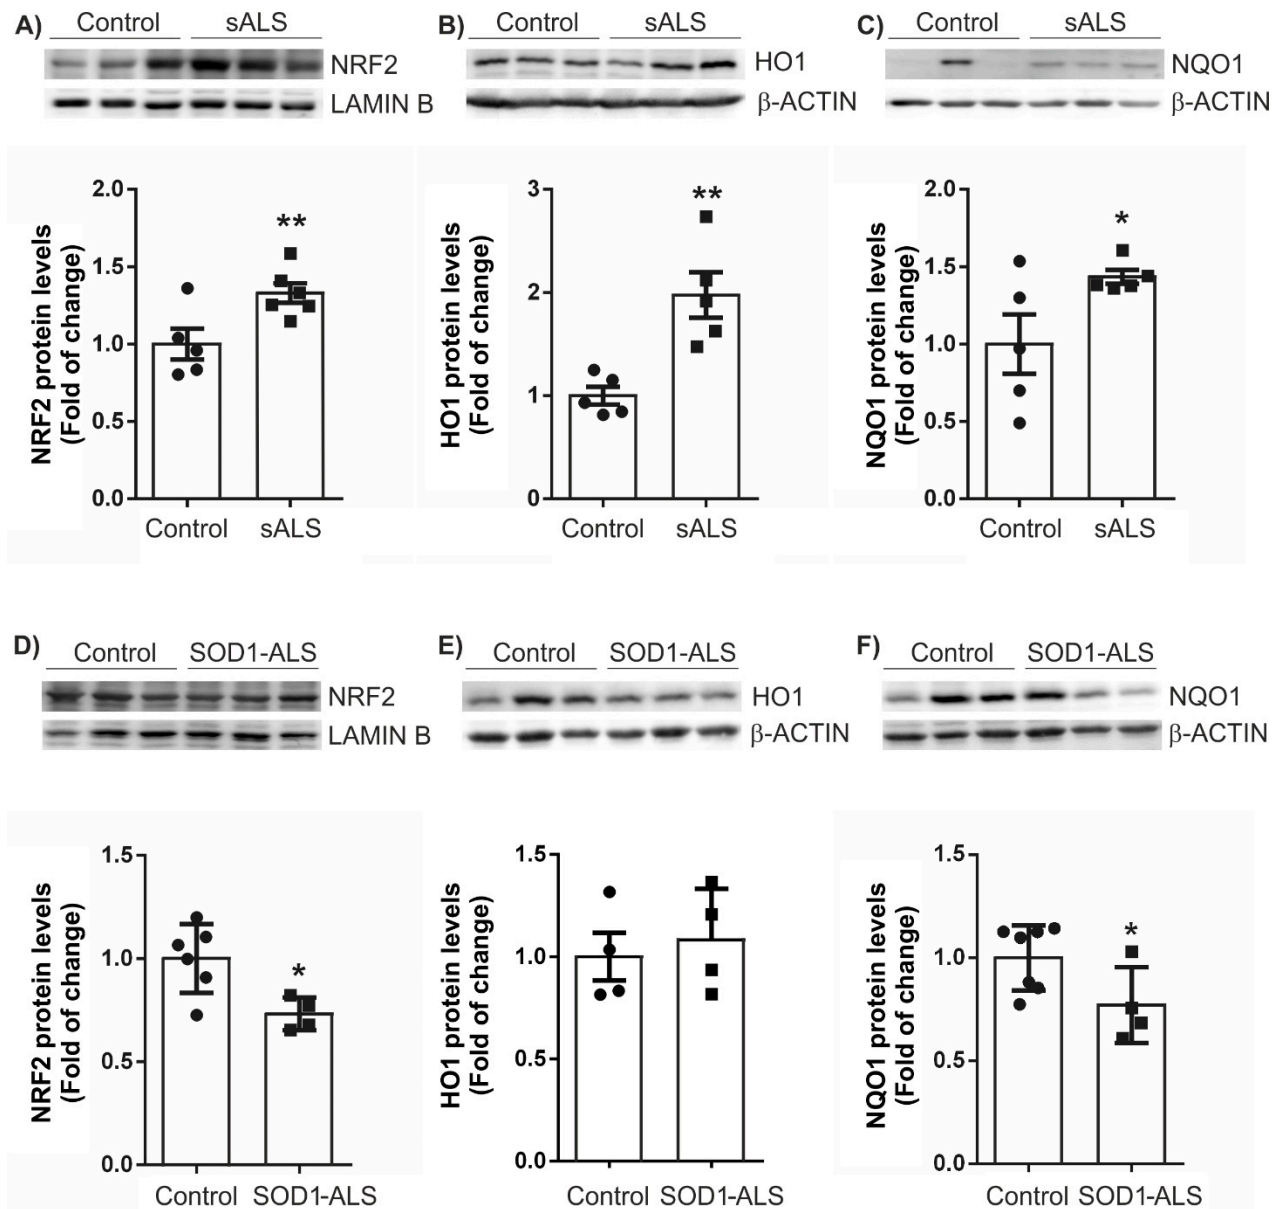 A) Control sALS
NRF2
LAMIN B
B) Control sALS
HO1
β-ACTIN
C) Control sALS
NQO1
β-ACTIN
NRF2 protein levels
(Fold of change)
2.0
1.5
1.0
0.5
0.0
**
Control sALS
HO1 protein levels
(Fold of change)
3
2
1
0
**
Control sALS
NQO1 protein levels
(Fold of change)
2.0
1.5
1.0
0.5
0.0
*
Control sALS
D) Control SOD1-ALS
NRF2
LAMIN B
E) Control SOD1-ALS
HO1
β-ACTIN
F) Control SOD1-ALS
NQO1
β-ACTIN
NRF2 protein levels
(Fold of change)
1.5
1.0
0.5
0.0
*
Control SOD1-ALS
HO1 protein levels
(Fold of change)
1.5
1.0
0.5
0.0
Control SOD1-ALS
NQO1 protein levels
(Fold of change)
1.5
1.0
0.5
0.0
*
Control SOD1-ALS